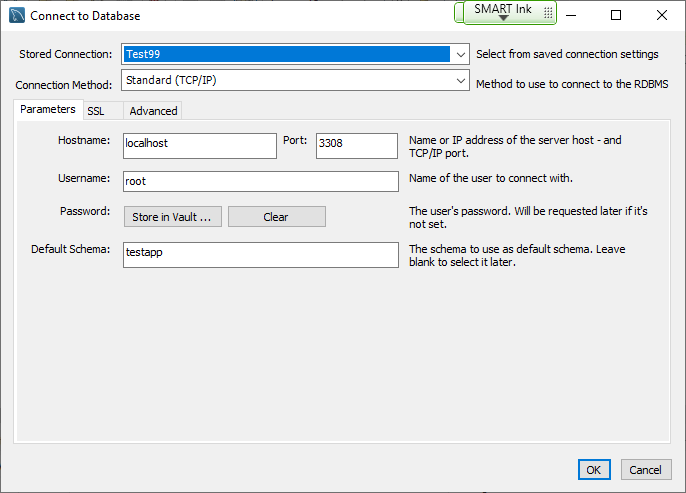 Connect to Database
SMART Ink
Stored Connection: Test99 Select from saved connection settings
Connection Method: Standard (TCP/IP) Method to use to connect to the RDBMS
Parameters SSL Advanced
Hostname: localhost Port: 3308 Name or IP address of the server host - and
TCP/IP port.
Username: root Name of the user to connect with.
Password: Store in Vault ... Clear The user's password. Will be requested later if it's
not set.
Default Schema: testapp The schema to use as default schema. Leave
blank to select it later.
OK Cancel